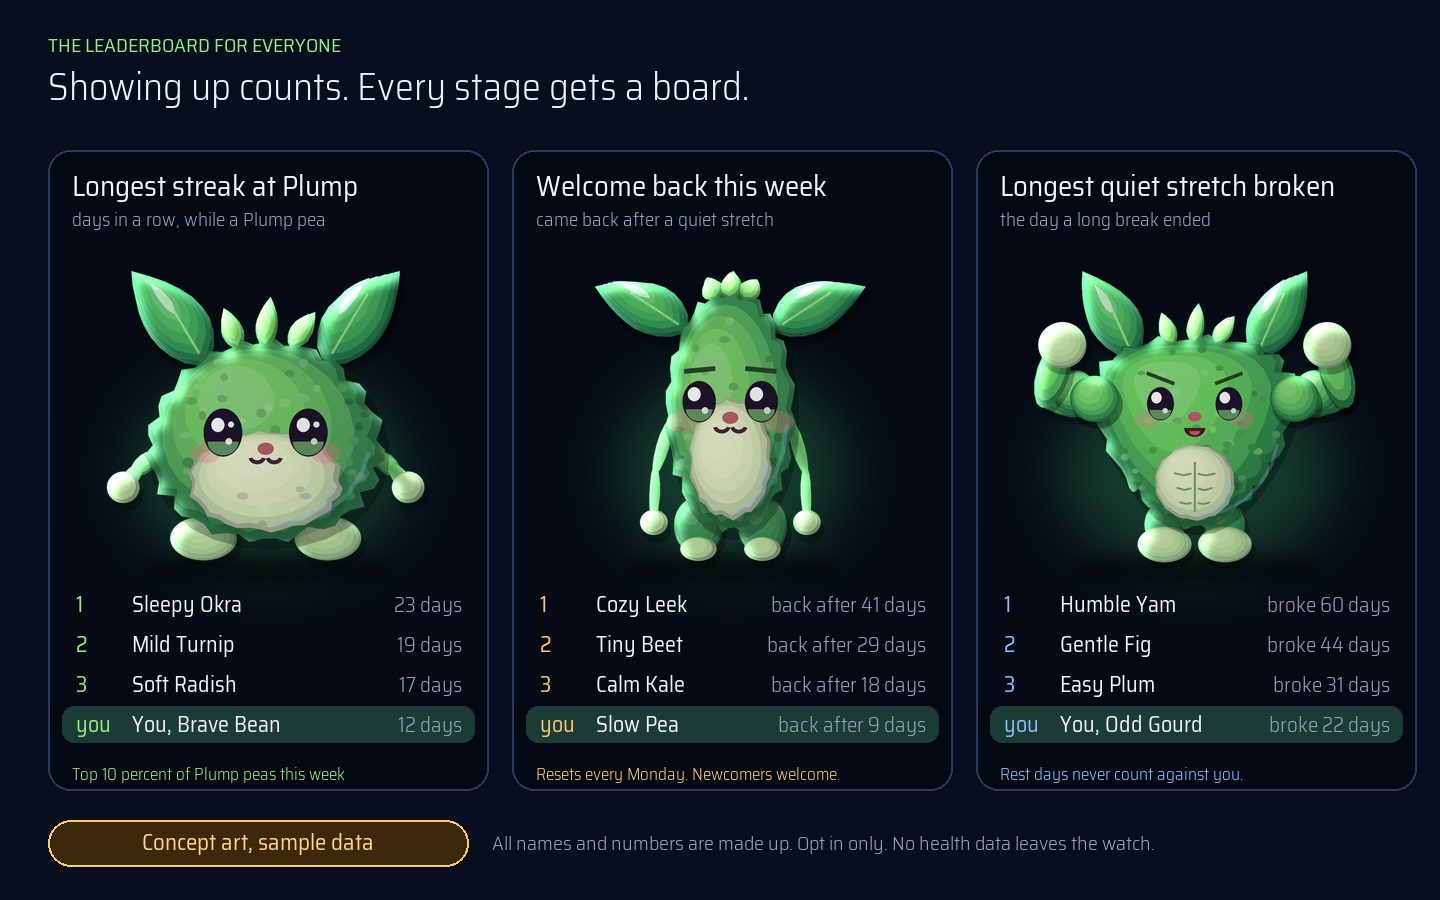 THE LEADERBOARD FOR EVERYONE
Showing up counts. Every stage gets a board.
Longest streak at Plump
days in a row, while a Plump pea
1 Sleepy Okra 23 days
2 Mild Turnip 19 days
3 Soft Radish 17 days
you You, Brave Bean 12 days
Top 10 percent of Plump peas this week
Welcome back this week
came back after a quiet stretch
1 Cozy Leek back after 41 days
2 Tiny Beet back after 29 days
3 Calm Kale back after 18 days
you Slow Pea back after 9 days
Resets every Monday. Newcomers welcome.
Longest quiet stretch broken
the day a long break ended
1 Humble Yam broke 60 days
2 Gentle Fig broke 44 days
3 Easy Plum broke 31 days
you You, Odd Gourd broke 22 days
Rest days never count against you.
Concept art, sample data
All names and numbers are made up. Opt in only. No health data leaves the watch.